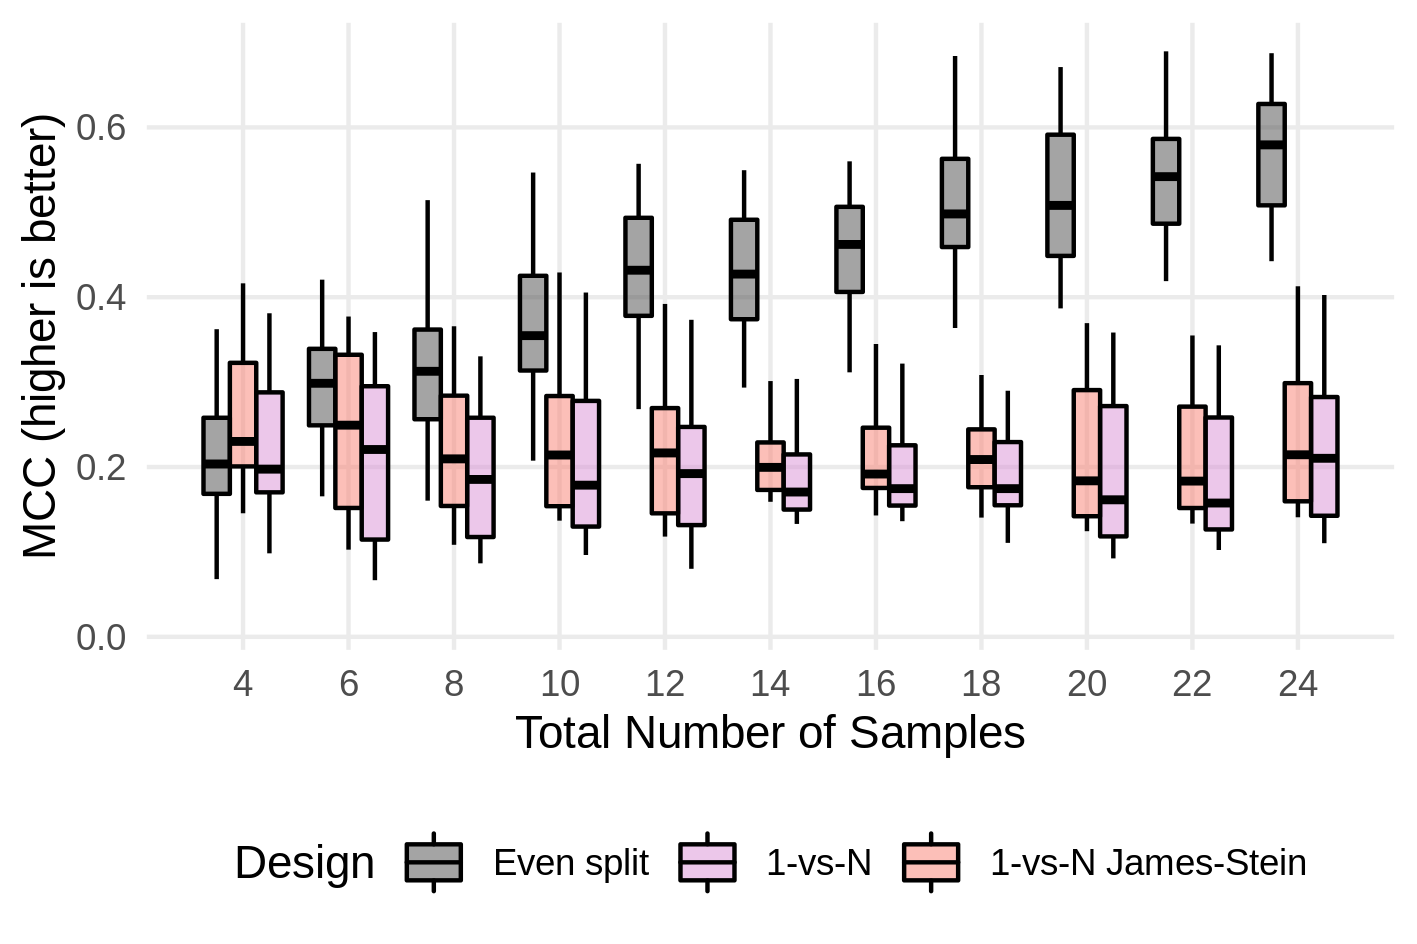 MCC (higher is better)
0.6
0.4
0.2
0.0
4 6 8 10 12 14 16 18 20 22 24
Total Number of Samples
Design Even split 1-vs-N 1-vs-N James-Stein